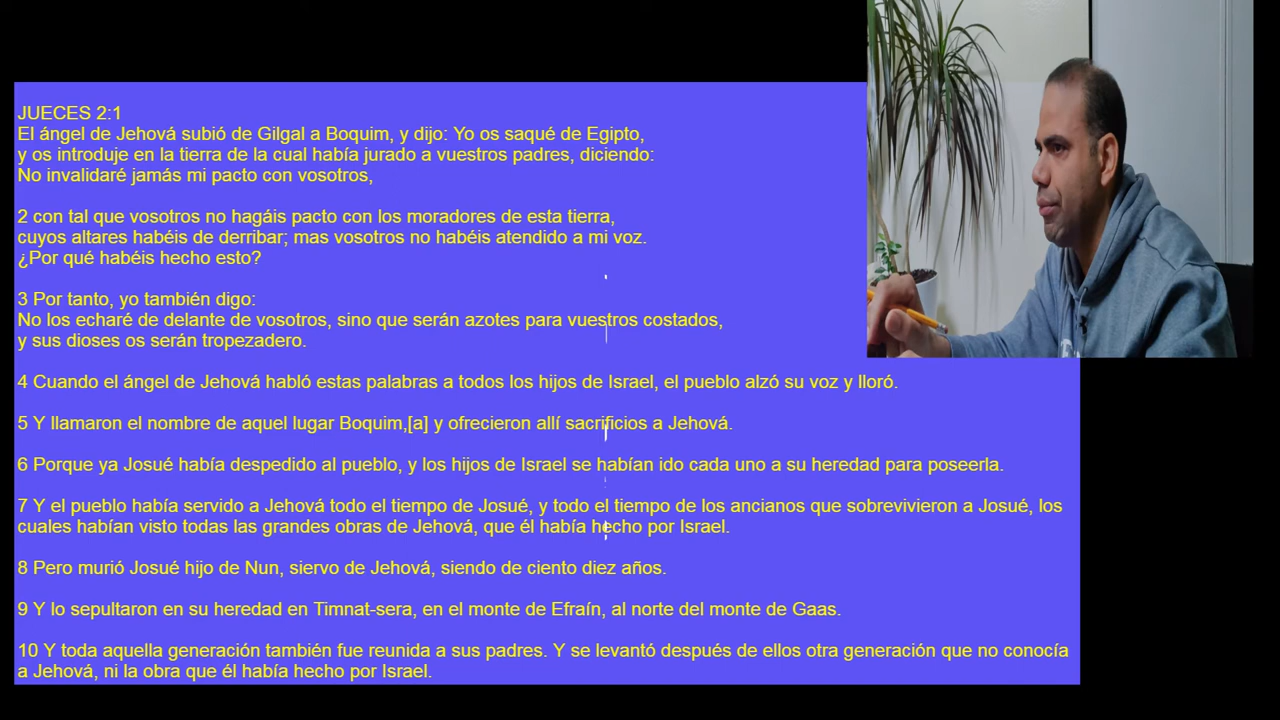 JUECES 2:1
El ángel de Jehová subió de Gilgal a Boquim, y dijo: Yo os saqué de Egipto,
y os introduje en la tierra de la cual había jurado a vuestros padres, diciendo:
No invalidaré jamás mi pacto con vosotros,
2 con tal que vosotros no hagáis pacto con los moradores de esta tierra,
cuyos altares habéis de derribar; mas vosotros no habéis atendido a mi voz.
¿Por qué habéis hecho esto?
3 Por tanto, yo también digo:
No los echaré de delante de vosotros, sino que serán azotes para vuestros costados,
y sus dioses os serán tropezadero.
4 Cuando el ángel de Jehová habló estas palabras a todos los hijos de Israel, el pueblo alzó su voz y lloró.
5 Y llamaron el nombre de aquel lugar Boquim,[a] y ofrecieron allí sacrificios a Jehová.
6 Porque ya Josué había despedido al pueblo, y los hijos de Israel se habían ido cada uno a su heredad para poseerla.
7 Y el pueblo había servido a Jehová todo el tiempo de Josué, y todo el tiempo de los ancianos que sobrevivieron a Josué, los
cuales habían visto todas las grandes obras de Jehová, que él había hecho por Israel.
8 Pero murió Josué hijo de Nun, siervo de Jehová, siendo de ciento diez años.
9 Y lo sepultaron en su heredad en Timnat-sera, en el monte de Efraín, al norte del monte de Gaas.
10 Y toda aquella generación también fue reunida a sus padres. Y se levantó después de ellos otra generación que no conocía
a Jehová, ni la obra que él había hecho por Israel.